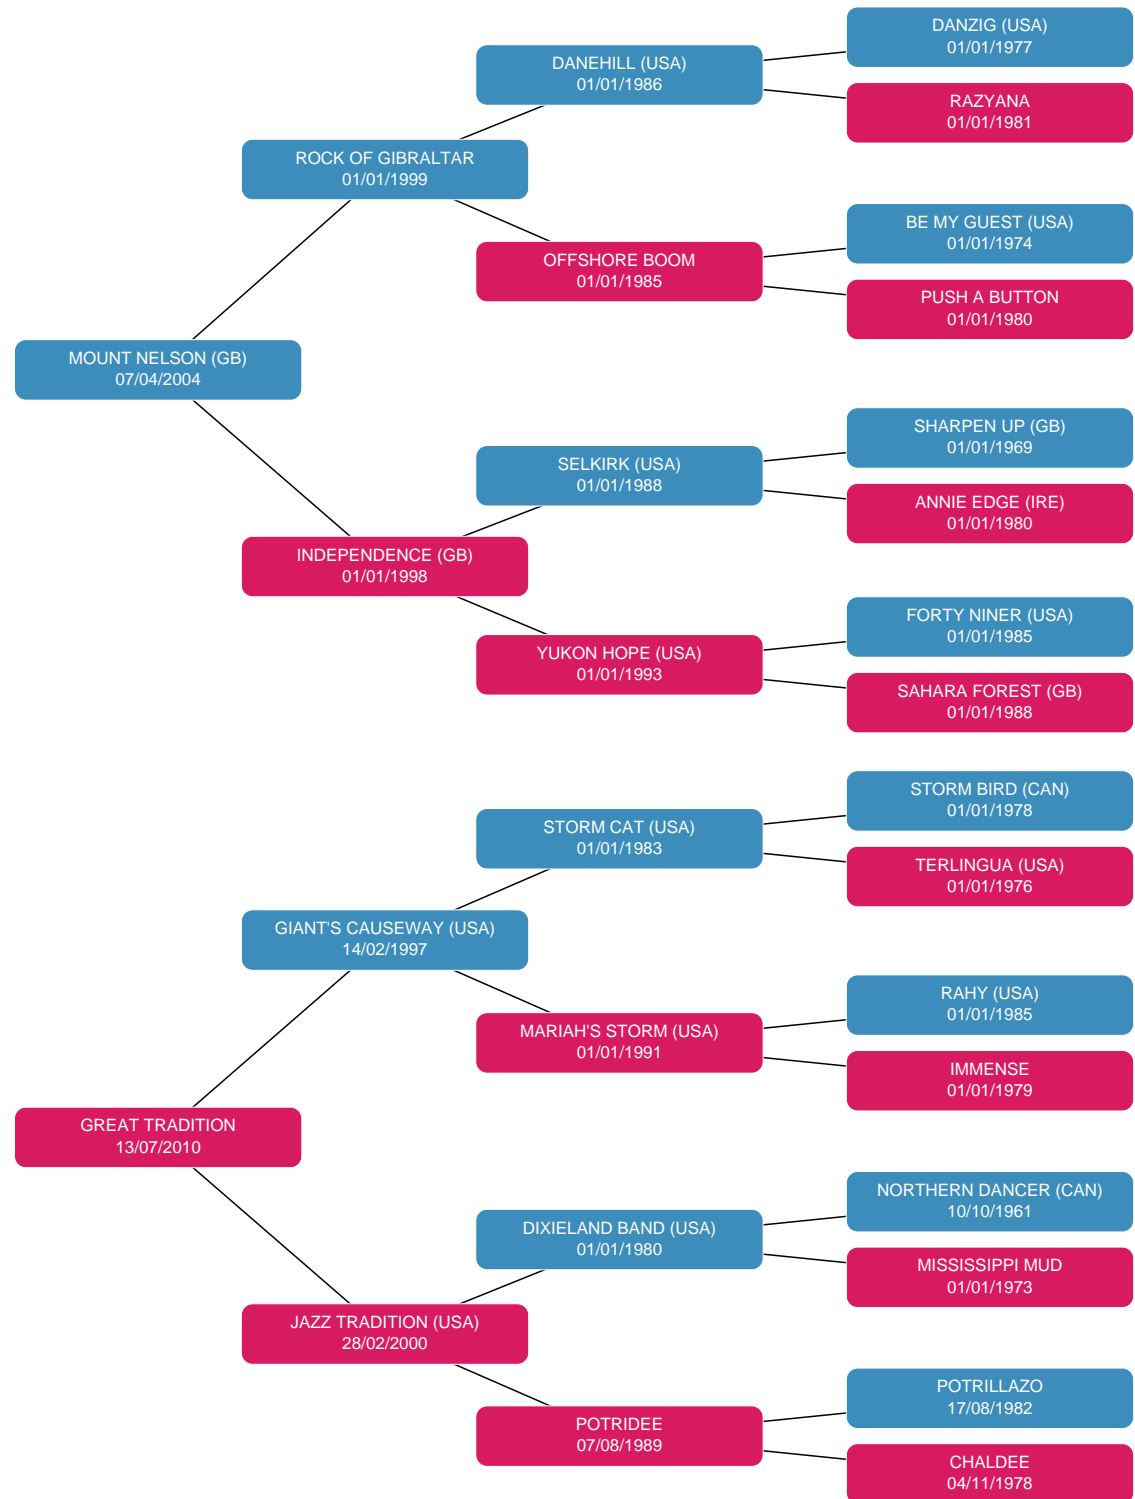 DANZIG (USA)
01/01/1977
DANEHILL (USA)
01/01/1986
RAZYANA
01/01/1981
ROCK OF GIBRALTAR
01/01/1999
BE MY GUEST (USA)
01/01/1974
OFFSHORE BOOM
01/01/1985
PUSH A BUTTON
01/01/1980
MOUNT NELSON (GB)
07/04/2004
SHARPEN UP (GB)
01/01/1969
SELKIRK (USA)
01/01/1988
ANNIE EDGE (IRE)
01/01/1980
INDEPENDENCE (GB)
01/01/1998
FORTY NINER (USA)
01/01/1985
YUKON HOPE (USA)
01/01/1993
SAHARA FOREST (GB)
01/01/1988
STORM BIRD (CAN)
01/01/1978
STORM CAT (USA)
01/01/1983
TERLINGUA (USA)
01/01/1976
GIANT'S CAUSEWAY (USA)
14/02/1997
RAHY (USA)
01/01/1985
MARIAH'S STORM (USA)
01/01/1991
IMMENSE
01/01/1979
GREAT TRADITION
13/07/2010
NORTHERN DANCER (CAN)
10/10/1961
DIXIELAND BAND (USA)
01/01/1980
MISSISSIPPI MUD
01/01/1973
JAZZ TRADITION (USA)
28/02/2000
POTRILLAZO
17/08/1982
POTRIDEE
07/08/1989
CHALDEE
04/11/1978